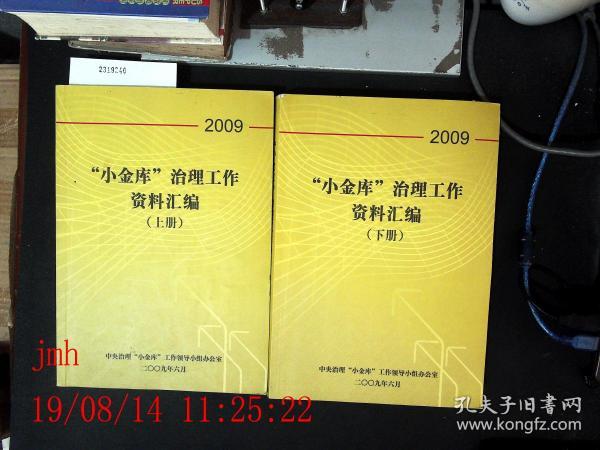 2319246
2009
“小金库”治理工作
资料汇编
（上册）
中央治理“小金库”工作领导小组办公室
二〇〇九年六月
2009
“小金库”治理工作
资料汇编
（下册）
中央治理“小金库”工作领导小组办公室
二〇〇九年六月
jmh
19/08/14 11:25:22
孔夫子旧书网
www.kongfz.com